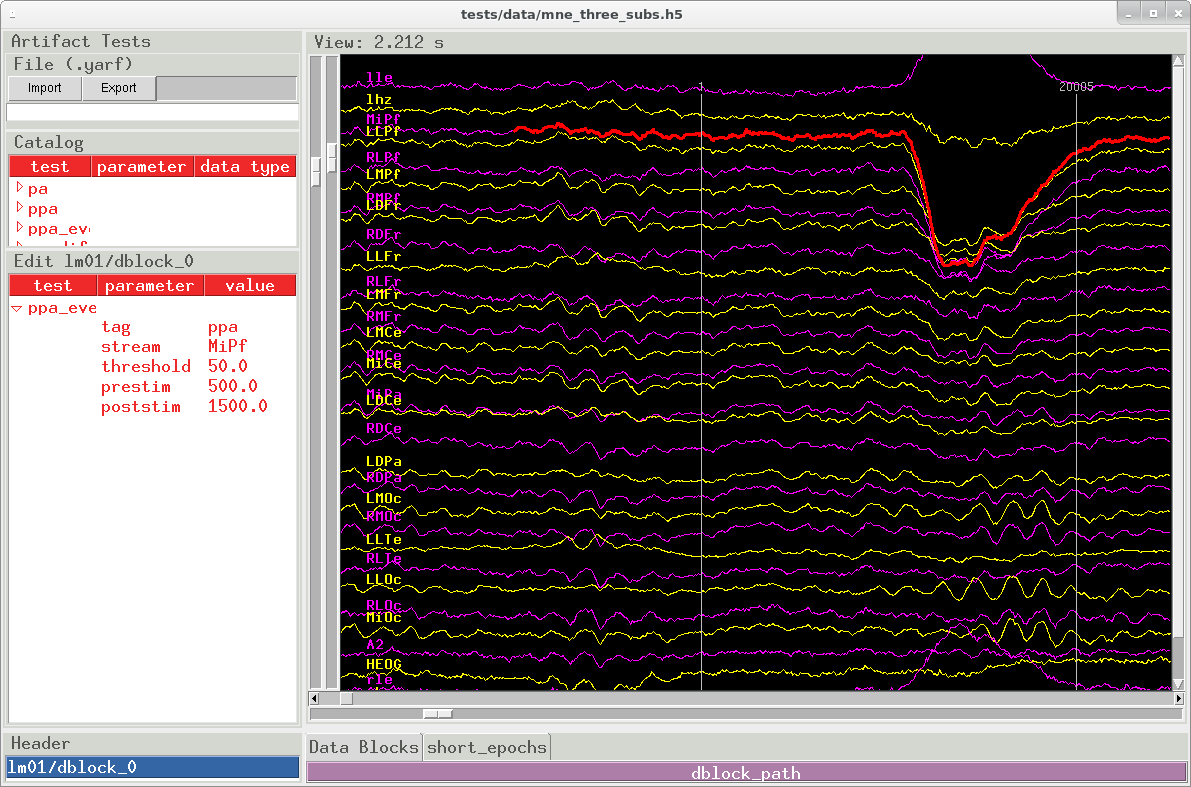 tests/data/mne_three_subs.h5
Artifact Tests
File (.yarf)
Import Export
Catalog
test parameter data type
pa
ppa
ppa_eve
Edit lm01/dblock_0
test parameter value
ppa_eve
tag ppa
stream MiPf
threshold 50.0
prestim 500.0
poststim 1500.0
Header
lm01/dblock_0
View: 2.212 s
1
20005
lle
lhz
MiPf
LLPf
RLPf
LMPf
RMPf
LDFr
RDFr
LLFr
RLFr
LMFr
RMFr
LMCe
RMCe
MiCe
MiPa
LDCe
RDCe
LDPa
RDPa
LMOc
RMOc
LLTe
RLTe
LLOc
RLOc
MiOc
A2
HEOG
rle
Data Blocks short_epochs
dblock_path